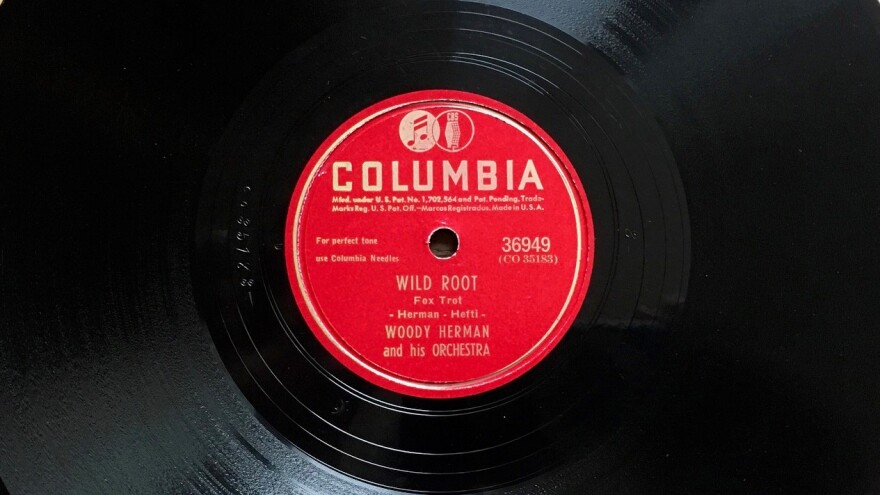 CBS
COLUMBIA
Mfed. under U. S. Pat. No. 1,702,564 and Pat. Pending, Trade-
Marks Reg. U. S. Pat. Off.–Marcas Registradas. Made in U. S. A.
For perfect tone
use Columbia Needles
36949
(CO 35183)
WILD ROOT
Fox Trot
- Herman - Hefti -
WOODY HERMAN
and his ORCHESTRA